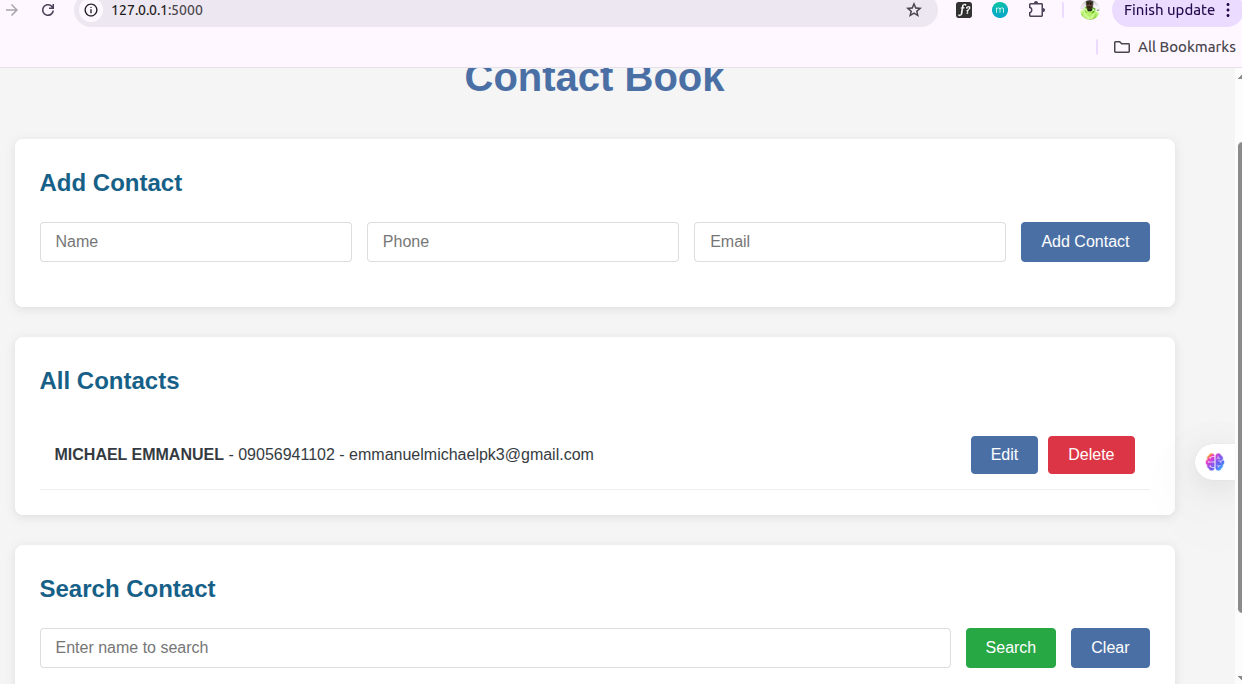 127.0.0.1:5000
Finish update
All Bookmarks
Contact Book
Add Contact
Name Phone Email Add Contact
All Contacts
MICHAEL EMMANUEL - 09056941102 - emmanuelmichaelpk3@gmail.com Edit Delete
Search Contact
Enter name to search Search Clear